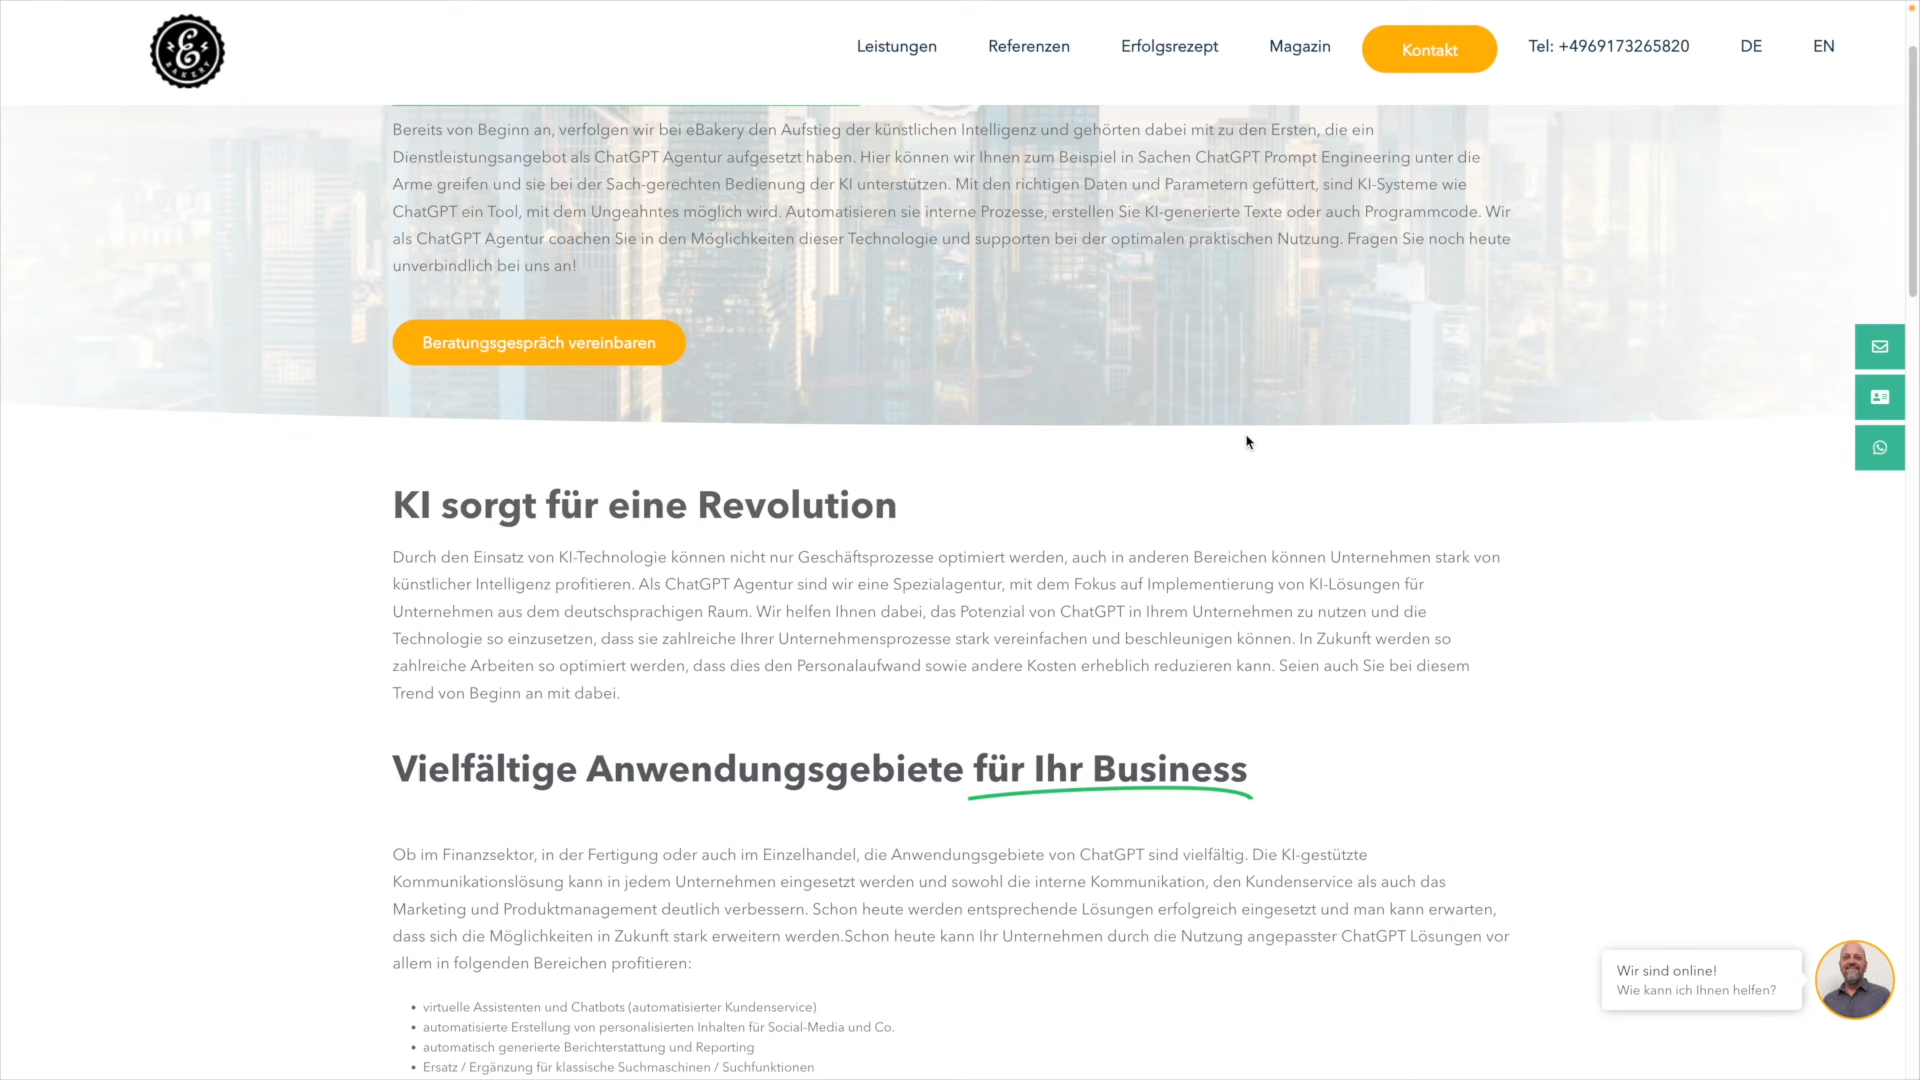 E
BAKERY
Leistungen
Referenzen
Erfolgsrezept
Magazin
Kontakt
Tel: +4969173265820
DE
EN
Bereits von Beginn an, verfolgen wir bei eBakery den Aufstieg der künstlichen Intelligenz und gehörten dabei mit zu den Ersten, die ein
Dienstleistungsangebot als ChatGPT Agentur aufgesetzt haben. Hier können wir Ihnen zum Beispiel in Sachen ChatGPT Prompt Engineering unter die
Arme greifen und sie bei der Sach-gerechten Bedienung der KI unterstützen. Mit den richtigen Daten und Parametern gefüttert, sind KI-Systeme wie
ChatGPT ein Tool, mit dem Ungeahntes möglich wird. Automatisieren sie interne Prozesse, erstellen Sie KI-generierte Texte oder auch Programmcode. Wir
als ChatGPT Agentur coachen Sie in den Möglichkeiten dieser Technologie und supporten bei der optimalen praktischen Nutzung. Fragen Sie noch heute
unverbindlich bei uns an!
Beratungsgespräch vereinbaren
KI sorgt für eine Revolution
Durch den Einsatz von KI-Technologie können nicht nur Geschäftsprozesse optimiert werden, auch in anderen Bereichen können Unternehmen stark von
künstlicher Intelligenz profitieren. Als ChatGPT Agentur sind wir eine Spezialagentur, mit dem Fokus auf Implementierung von KI-Lösungen für
Unternehmen aus dem deutschsprachigen Raum. Wir helfen Ihnen dabei, das Potenzial von ChatGPT in Ihrem Unternehmen zu nutzen und die
Technologie so einzusetzen, dass sie zahlreiche Ihrer Unternehmensprozesse stark vereinfachen und beschleunigen können. In Zukunft werden so
zahlreiche Arbeiten so optimiert werden, dass dies den Personalaufwand sowie andere Kosten erheblich reduzieren kann. Seien auch Sie bei diesem
Trend von Beginn an mit dabei.
Vielfältige Anwendungsgebiete für Ihr Business
Ob im Finanzsektor, in der Fertigung oder auch im Einzelhandel, die Anwendungsgebiete von ChatGPT sind vielfältig. Die KI-gestützte
Kommunikationslösung kann in jedem Unternehmen eingesetzt werden und sowohl die interne Kommunikation, den Kundenservice als auch das
Marketing und Produktmanagement deutlich verbessern. Schon heute werden entsprechende Lösungen erfolgreich eingesetzt und man kann erwarten,
dass sich die Möglichkeiten in Zukunft stark erweitern werden.Schon heute kann Ihr Unternehmen durch die Nutzung angepasster ChatGPT Lösungen vor
allem in folgenden Bereichen profitieren:
• virtuelle Assistenten und Chatbots (automatisierter Kundenservice)
• automatisierte Erstellung von personalisierten Inhalten für Social-Media und Co.
• automatisch generierte Berichterstattung und Reporting
• Ersatz / Ergänzung für klassische Suchmaschinen / Suchfunktionen
Wir sind online!
Wie kann ich Ihnen helfen?